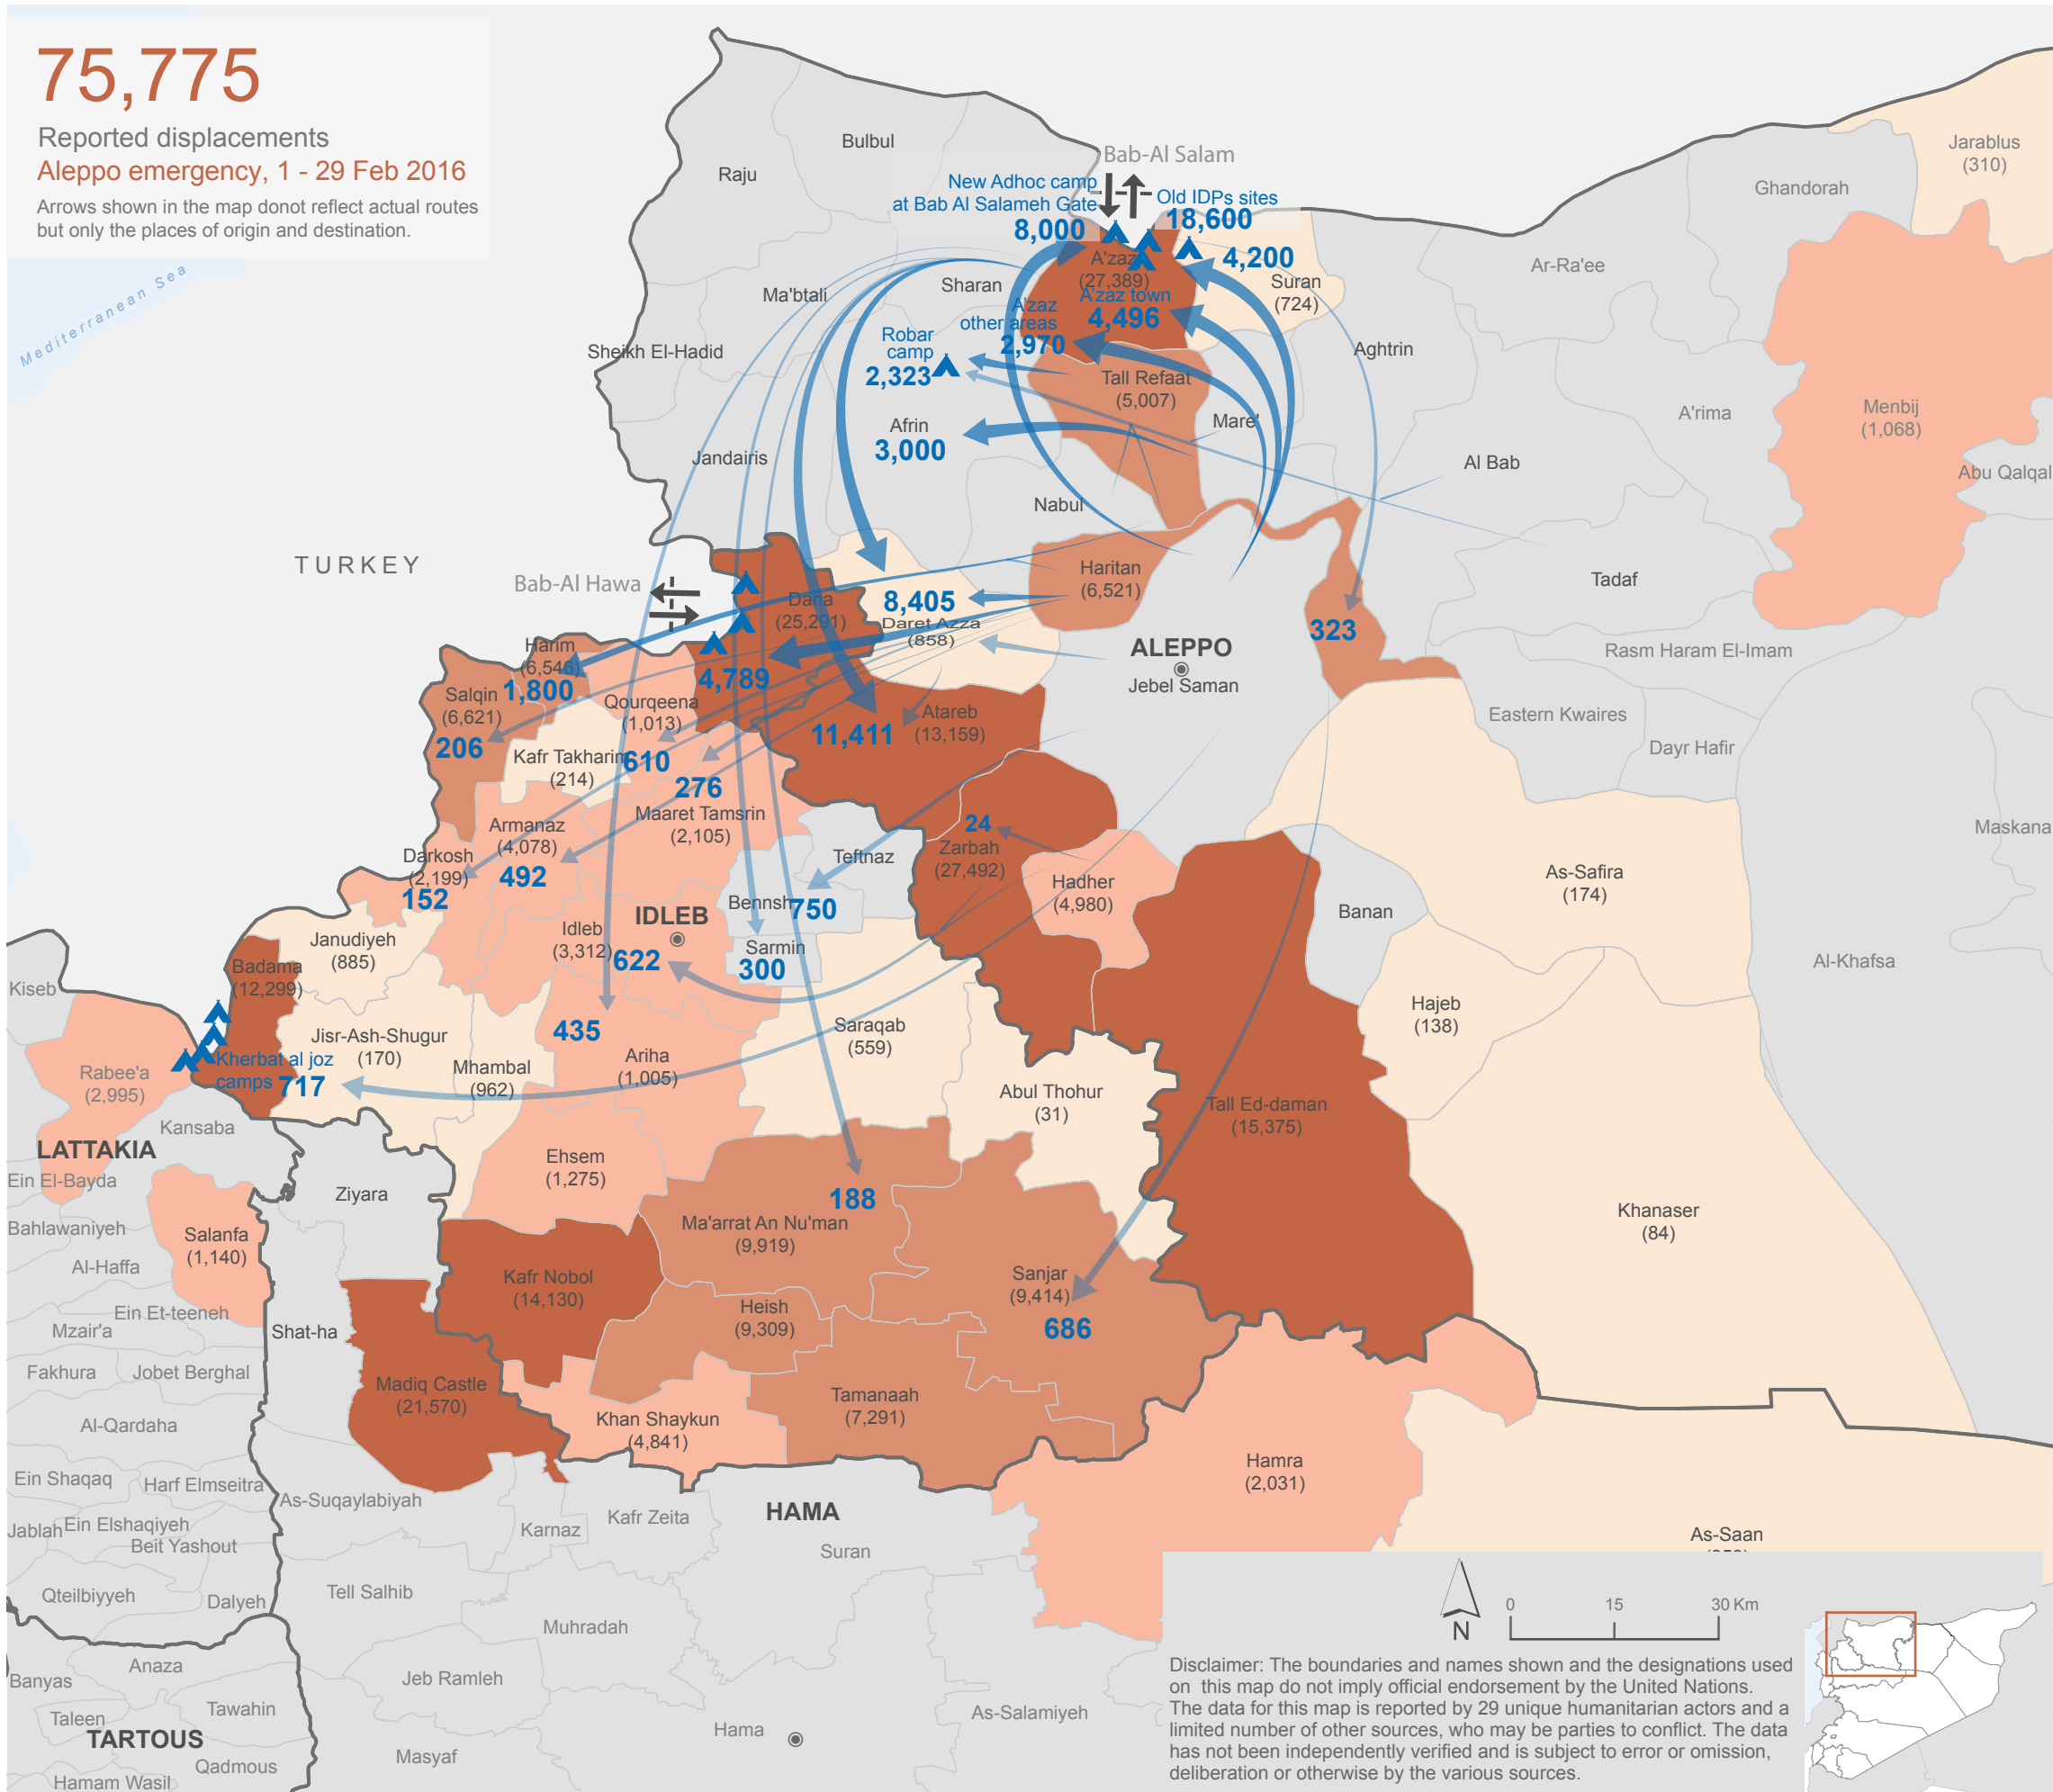 75,775
Reported displacements
Aleppo emergency, 1 - 29 Feb 2016
Arrows shown in the map donot reflect actual routes
but only the places of origin and destination.
Mediterranean Sea
TURKEY
Bulbul
Raju
Bab-Al Salam
New Adhoc camp
at Bab Al Salameh Gate
8,000
Old IDPs sites
18,600
4,200
A'zaz
(27,389)
A'zaz town
4,496
A'zaz
other areas
2,970
Suran
(724)
Sharan
Ma'btali
Sheikh El-Hadid
Robar
camp
2,323
Afrin
3,000
Jandairis
Tall Refaat
(5,007)
Mare'
Aghtrin
Nabul
Al Bab
Ghandorah
Jarablus
(310)
Ar-Ra'ee
A'rima
Menbij
(1,068)
Abu Qalqal
Tadaf
Rasm Haram El-Imam
Eastern Kwaires
Dayr Hafir
Maskana
Al-Khafsa
Bab-Al Hawa
Dana
(25,291)
4,789
8,405
Daret Azza
(858)
Haritan
(6,521)
323
ALEPPO
Jebel Saman
Harim
(6,546)
1,800
Salqin
(6,621)
206
Qourqeena
(1,013)
610
Kafr Takharim
(214)
276
Maaret Tamsrin
(2,105)
11,411
Atareb
(13,159)
Armanaz
(4,078)
492
Darkosh
(2,199)
152
Teftnaz
Bennsh
750
24
Zarbah
(27,492)
Hadher
(4,980)
Banan
As-Safira
(174)
IDLEB
Idleb
(3,312)
622
Sarmin
300
Janudiyeh
(885)
Badama
(12,299)
Kiseb
Hajeb
(138)
Saraqab
(559)
435
Jisr-Ash-Shugur
(170)
Mhambal
(962)
Ariha
(1,005)
Kherbat al joz
camps
717
Rabee'a
(2,995)
Kansaba
Abul Thohur
(31)
Tall Ed-daman
(15,375)
LATTAKIA
Ein El-Bayda
Ehsem
(1,275)
Ziyara
188
Ma'arrat An Nu'man
(9,919)
Khanaser
(84)
Bahlawaniyeh
Salanfa
(1,140)
Al-Haffa
Kafr Nobol
(14,130)
Sanjar
(9,414)
686
Heish
(9,309)
Ein Et-teeneh
Mzair'a
Shat-ha
Fakhura
Jobet Berghal
Madiq Castle
(21,570)
Khan Shaykun
(4,841)
Tamanaah
(7,291)
Al-Qardaha
Hamra
(2,031)
Ein Shaqaq
Harf Elmseitra
As-Suqaylabiyah
Karnaz
Kafr Zeita
HAMA
Suran
As-Saan
Jablah
Ein Elshaqiyeh
Beit Yashout
Qteilbiyyeh
Dalyeh
Tell Salhib
Muhradah
Banyas
Anaza
Jeb Ramleh
Tawahin
Taleen
TARTOUS
Hama
As-Salamiyeh
Masyaf
Qadmous
Hamam Wasil
N
0 15 30 Km
Disclaimer: The boundaries and names shown and the designations used
on this map do not imply official endorsement by the United Nations.
The data for this map is reported by 29 unique humanitarian actors and a
limited number of other sources, who may be parties to conflict. The data
has not been independently verified and is subject to error or omission,
deliberation or otherwise by the various sources.